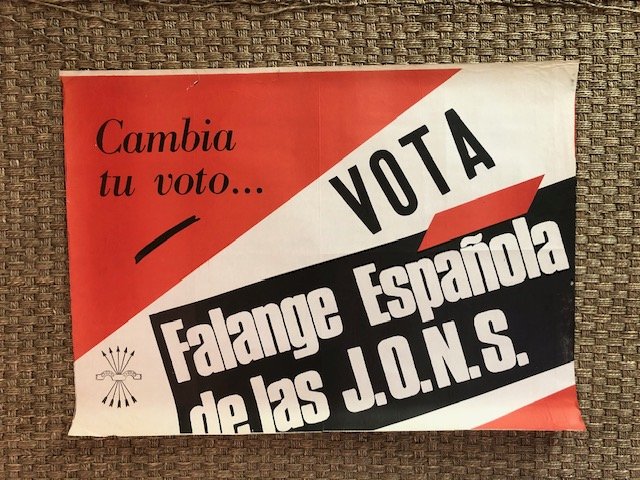 Cambia
tu voto...
VOTA
Falange Española
de las J.O.N.S.